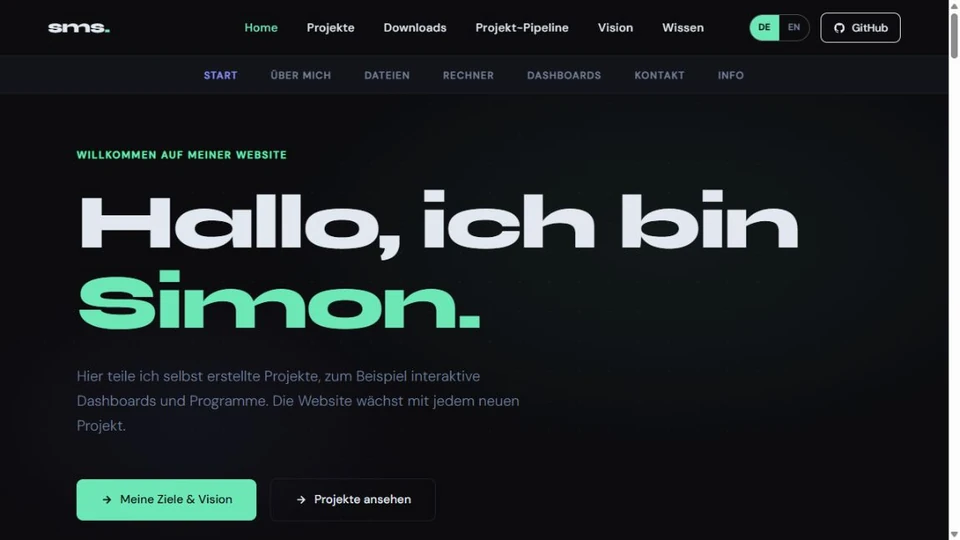 sms.
Home Projekte Downloads Projekt-Pipeline Vision Wissen
DE EN
GitHub
START ÜBER MICH DATEIEN RECHNER DASHBOARDS KONTAKT INFO
WILLKOMMEN AUF MEINER WEBSITE
Hallo, ich bin
Simon.
Hier teile ich selbst erstellte Projekte, zum Beispiel interaktive
Dashboards und Programme. Die Website wächst mit jedem neuen
Projekt.
→ Meine Ziele & Vision
→ Projekte ansehen